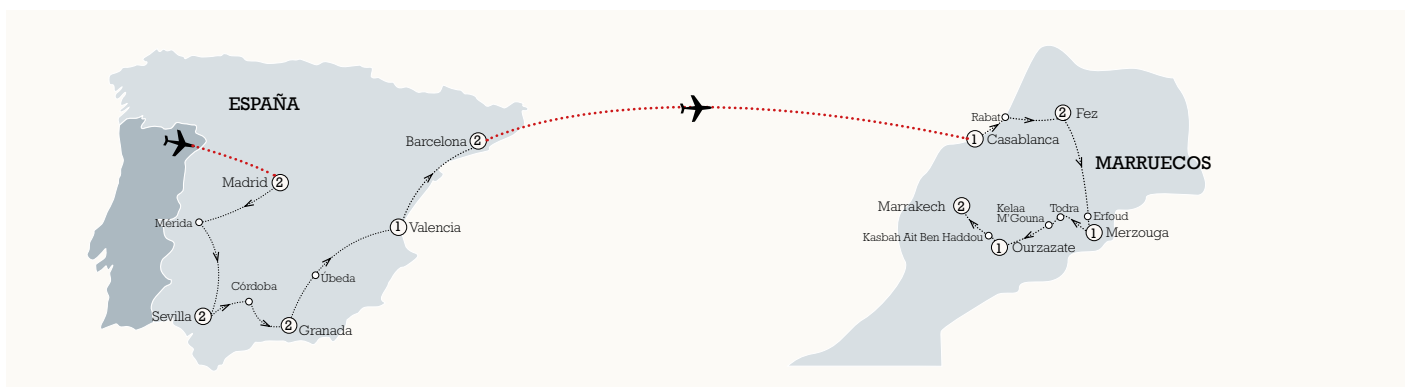 ESPAÑA
Madrid 2
Mérida
Sevilla 2
Córdoba
2 Granada
Úbeda
1 Valencia
Barcelona 2
1 Casablanca
Rabat
2 Fez
MARRUECOS
Erfoud
1 Merzouga
Todra
Kelaa
M'Gouna
1 Ourzazate
Kasbah Ait Ben Haddou
Marrakech 2